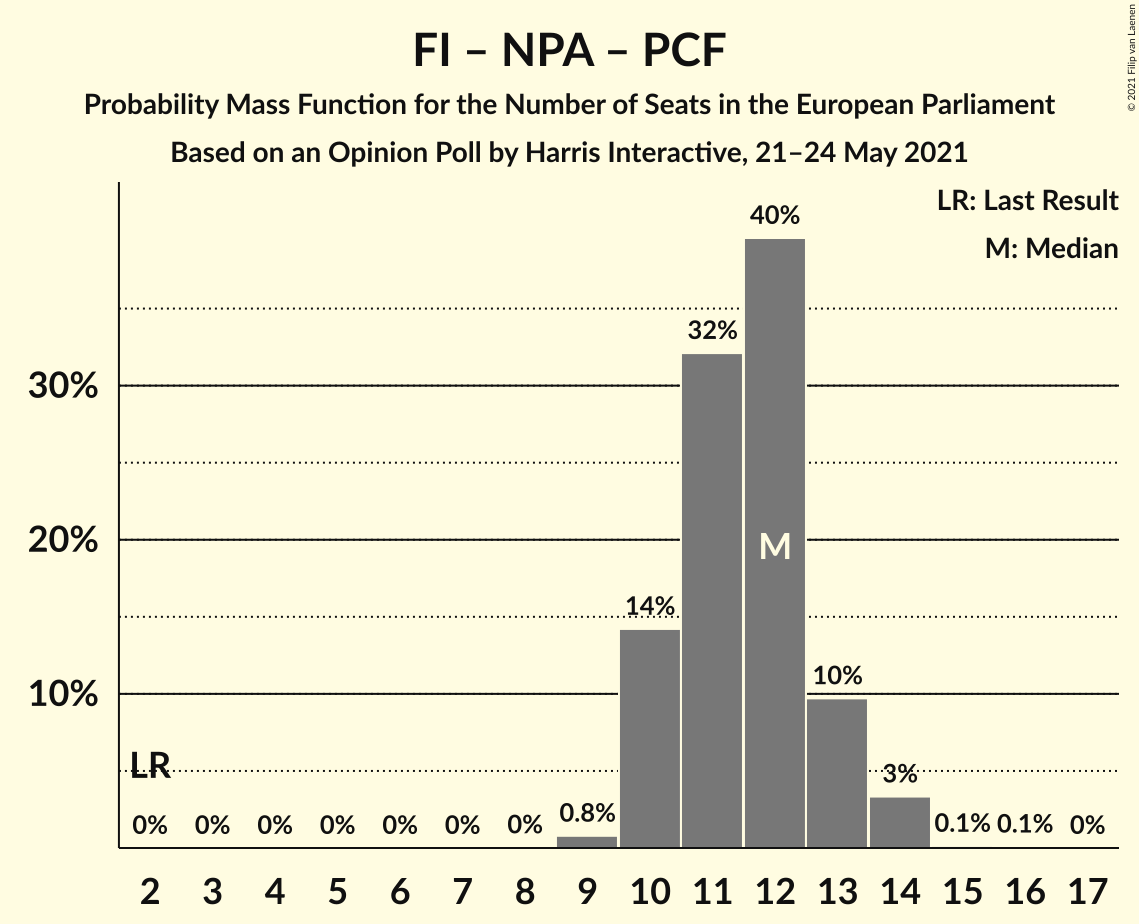 FI – NPA – PCF
Probability Mass Function for the Number of Seats in the European Parliament
Based on an Opinion Poll by Harris Interactive, 21–24 May 2021
© 2021 Filip van Laenen
LR: Last Result
M: Median
40%
32%
30%
20%
M
14%
10%
10%
LR
3%
0% 0% 0% 0% 0% 0% 0% 0.8% 0.1% 0.1% 0%
2 3 4 5 6 7 8 9 10 11 12 13 14 15 16 17